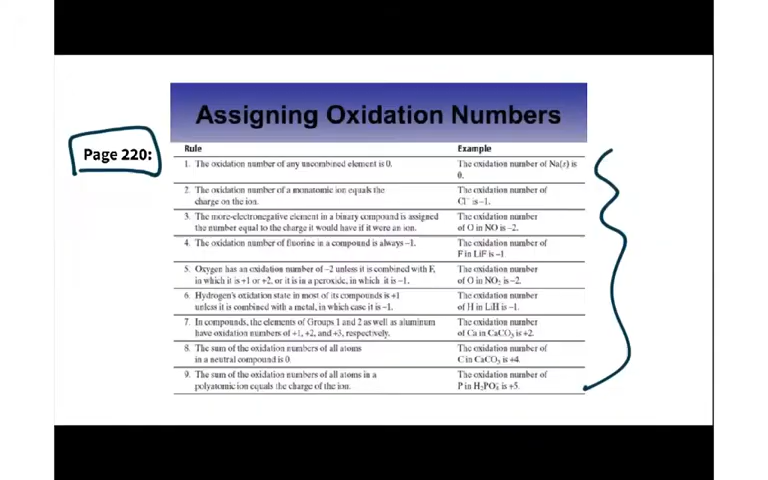 Assigning Oxidation Numbers
Page 220:
Rule Example
1. The oxidation number of any uncombined element is 0. The oxidation number of Na(s) is
0.
2. The oxidation number of a monatomic ion equals the The oxidation number of
charge on the ion. Cl⁻ is −1.
3. The more-electronegative element in a binary compound is assigned The oxidation number
the number equal to the charge it would have if it were an ion. of O in NO is −2.
4. The oxidation number of fluorine in a compound is always −1. The oxidation number of
F in LiF is −1.
5. Oxygen has an oxidation number of −2 unless it is combined with F, The oxidation number
in which it is +1 or +2, or it is in a peroxide, in which it is −1. of O in NO₂ is −2.
6. Hydrogen's oxidation state in most of its compounds is +1 The oxidation number
unless it is combined with a metal, in which case it is −1. of H in LiH is −1.
7. In compounds, the elements of Groups 1 and 2 as well as aluminum The oxidation number
have oxidation numbers of +1, +2, and +3, respectively. of Ca in CaCO₃ is +2.
8. The sum of the oxidation numbers of all atoms The oxidation number of
in a neutral compound is 0. C in CaCO₃ is +4.
9. The sum of the oxidation numbers of all atoms in a The oxidation number of
polyatomic ion equals the charge of the ion. P in H₂PO₄⁻ is +5.